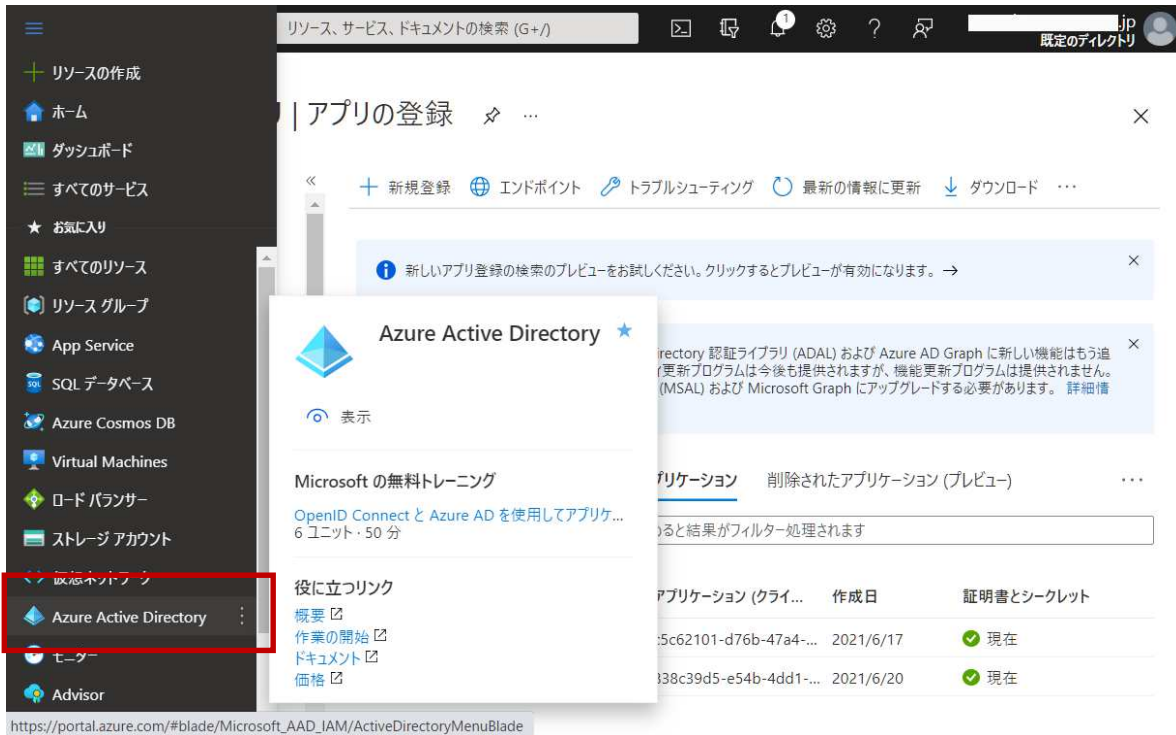 リソース、サービス、ドキュメントの検索 (G+/)
1
.jp
既定のディレクトリ
リソースの作成
ホーム
ダッシュボード
すべてのサービス
お気に入り
すべてのリソース
リソース グループ
App Service
SQL データベース
Azure Cosmos DB
Virtual Machines
ロード バランサー
ストレージ アカウント
仮想ネットワーク
Azure Active Directory
モニター
Advisor
| アプリの登録
新規登録
エンドポイント
トラブルシューティング
最新の情報に更新
ダウンロード
新しいアプリ登録の検索のプレビューをお試しください。クリックするとプレビューが有効になります。 →
Azure Active Directory
表示
Microsoft の無料トレーニング
OpenID Connect と Azure AD を使用してアプリケ...
6 ユニット・50 分
役に立つリンク
概要
作業の開始
ドキュメント
価格
irectory 認証ライブラリ (ADAL) および Azure AD Graph に新しい機能はもう追
更新プログラムは今後も提供されますが、機能更新プログラムは提供されません。
(MSAL) および Microsoft Graph にアップグレードする必要があります。 詳細情
プリケーション
削除されたアプリケーション (プレビュー)
ると結果がフィルター処理されます
アプリケーション (クライ...
作成日
証明書とシークレット
c5c62101-d76b-47a4-...
2021/6/17
現在
338c39d5-e54b-4dd1-...
2021/6/20
現在
https://portal.azure.com/#blade/Microsoft_AAD_IAM/ActiveDirectoryMenuBlade